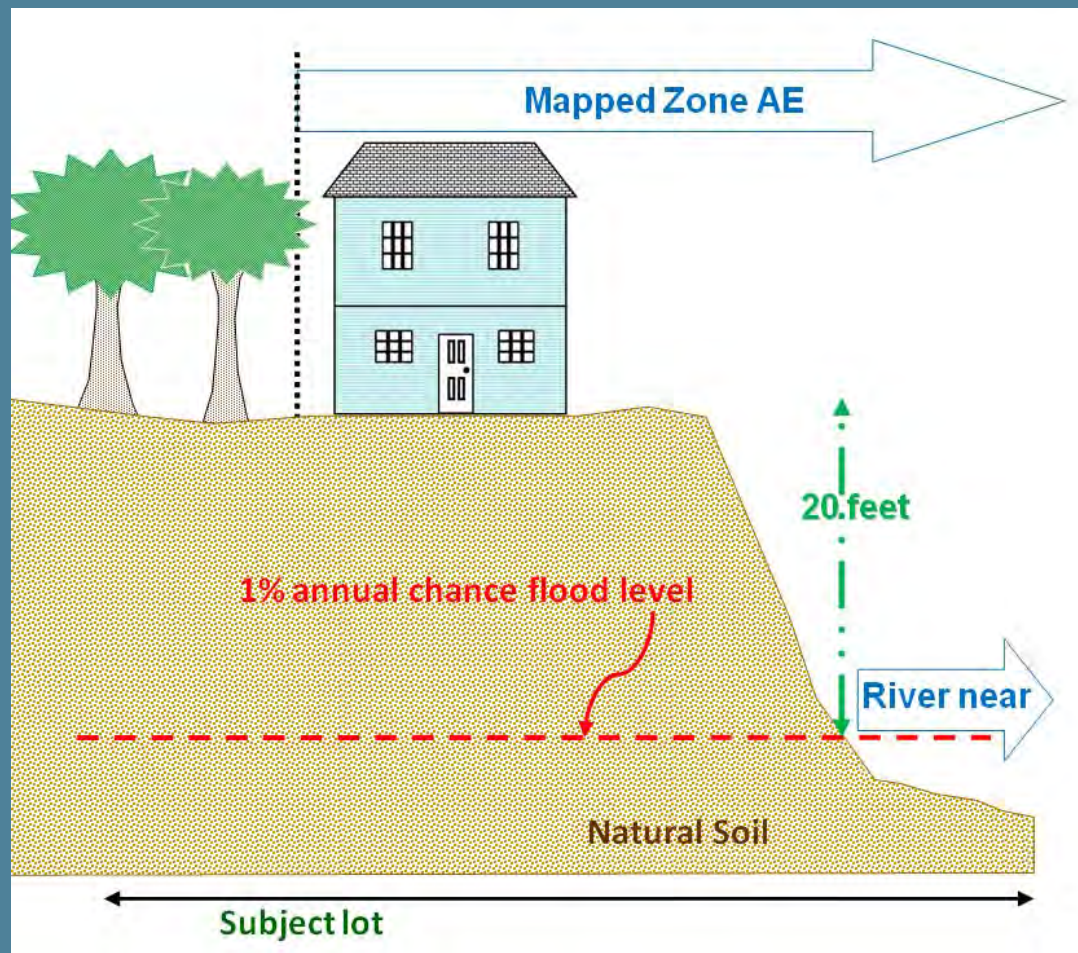 Mapped Zone AE
20 feet
1% annual chance flood level
River near
Natural Soil
Subject lot